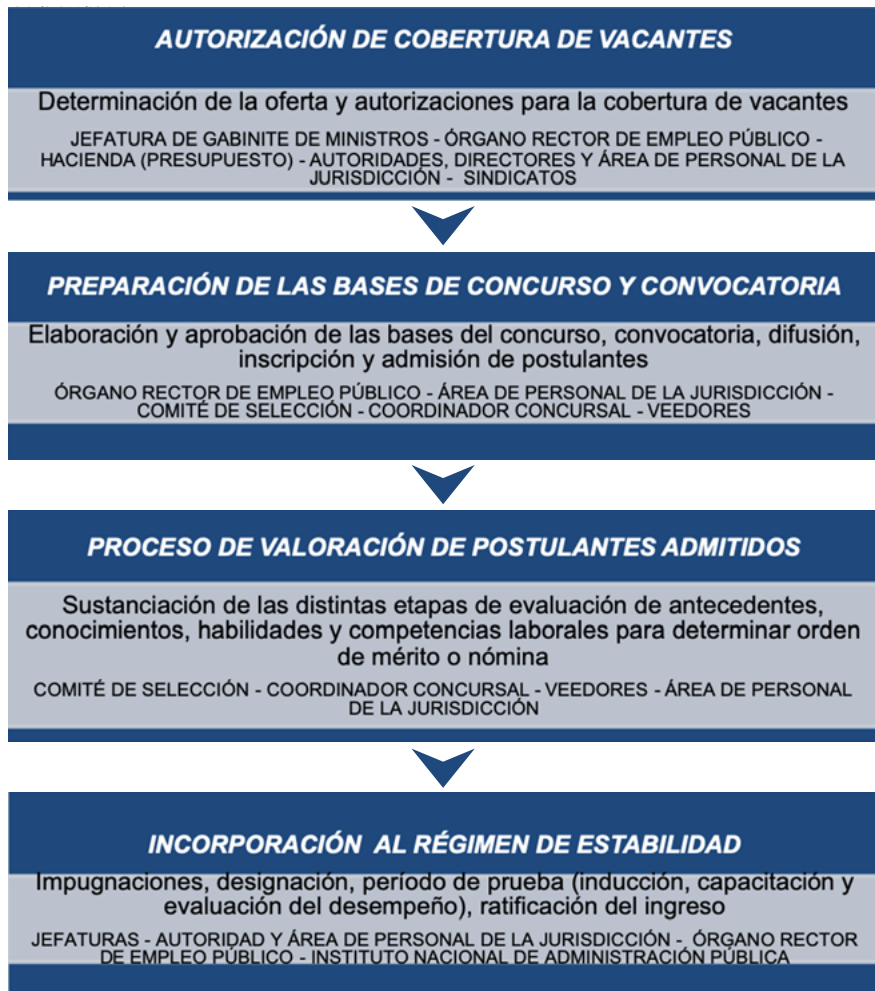 AUTORIZACIÓN DE COBERTURA DE VACANTES
Determinación de la oferta y autorizaciones para la cobertura de vacantes
JEFATURA DE GABINITE DE MINISTROS - ÓRGANO RECTOR DE EMPLEO PÚBLICO -
HACIENDA (PRESUPUESTO) - AUTORIDADES, DIRECTORES Y ÁREA DE PERSONAL DE LA
JURISDICCIÓN - SINDICATOS
PREPARACIÓN DE LAS BASES DE CONCURSO Y CONVOCATORIA
Elaboración y aprobación de las bases del concurso, convocatoria, difusión,
inscripción y admisión de postulantes
ÓRGANO RECTOR DE EMPLEO PÚBLICO - ÁREA DE PERSONAL DE LA JURISDICCIÓN -
COMITÉ DE SELECCIÓN - COORDINADOR CONCURSAL - VEEDORES
PROCESO DE VALORACIÓN DE POSTULANTES ADMITIDOS
Sustanciación de las distintas etapas de evaluación de antecedentes,
conocimientos, habilidades y competencias laborales para determinar orden
de mérito o nómina
COMITÉ DE SELECCIÓN - COORDINADOR CONCURSAL - VEEDORES - ÁREA DE PERSONAL
DE LA JURISDICCIÓN
INCORPORACIÓN AL RÉGIMEN DE ESTABILIDAD
Impugnaciones, designación, período de prueba (inducción, capacitación y
evaluación del desempeño), ratificación del ingreso
JEFATURAS - AUTORIDAD Y ÁREA DE PERSONAL DE LA JURISDICCIÓN - ÓRGANO RECTOR
DE EMPLEO PÚBLICO - INSTITUTO NACIONAL DE ADMINISTRACIÓN PÚBLICA